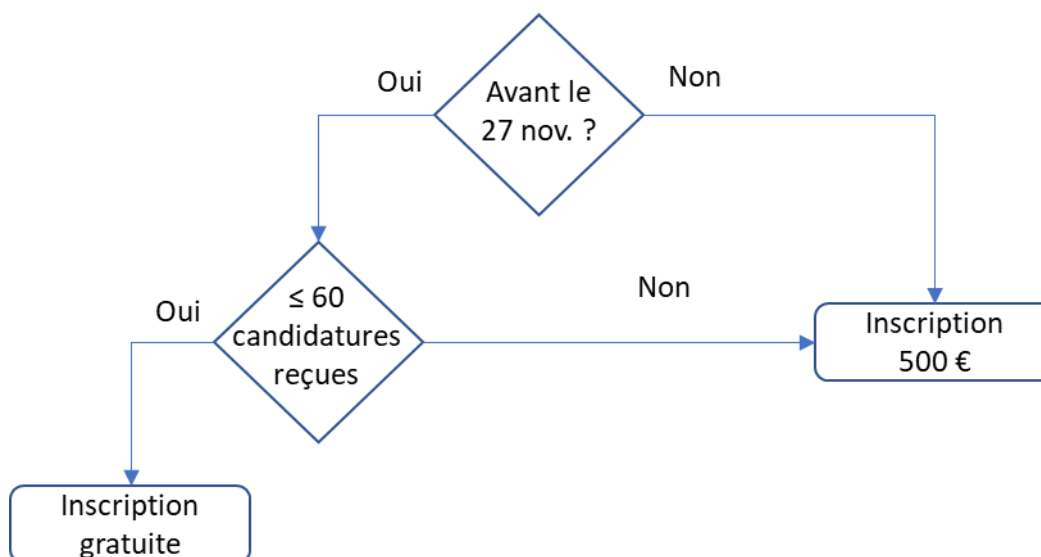 Oui
Avant le
27 nov. ?
Non
Oui
≤ 60
candidatures
reçues
Non
Inscription
500 €
Inscription
gratuite